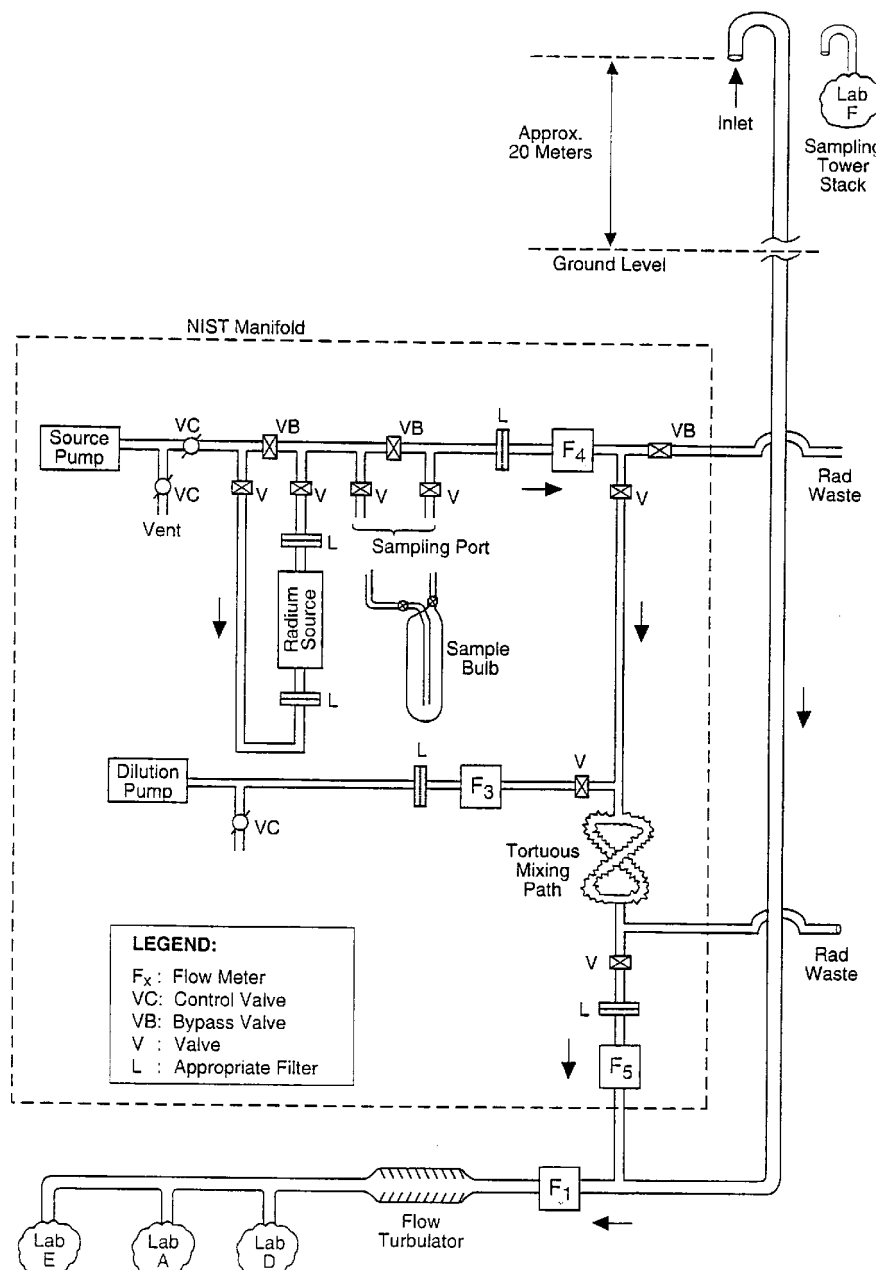 Lab
F
Inlet
Approx.
20 Meters
Sampling
Tower
Stack
Ground Level
NIST Manifold
Source
Pump
VC
VB
VB
L
F4
VB
Rad
Waste
VC
Vent
V
V
V
V
V
L
Sampling Port
Radium
Source
Sample
Bulb
L
Dilution
Pump
L
F3
V
VC
Tortuous
Mixing
Path
Rad
Waste
LEGEND:
Fx : Flow Meter
VC: Control Valve
VB: Bypass Valve
V : Valve
L : Appropriate Filter
V
L
F5
F1
Flow
Turbulator
Lab
E
Lab
A
Lab
D